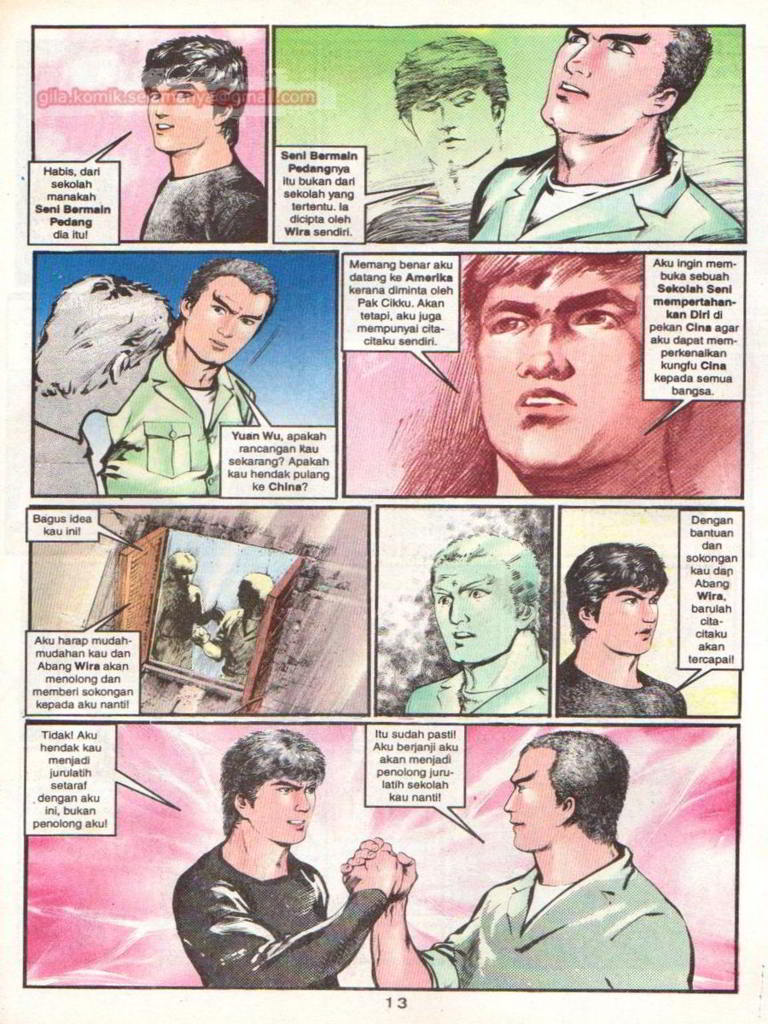 gila.komik.selamanya@gmail.com
Habis, dari
sekolah
manakah
Seni Bermain
Pedang
dia itu!
Seni Bermain
Pedangnya
itu bukan dari
sekolah yang
tertentu. Ia
dicipta oleh
Wira sendiri.
Yuan Wu, apakah
rancangan kau
sekarang? Apakah
kau hendak pulang
ke China?
Memang benar aku
datang ke Amerika
kerana diminta oleh
Pak Cikku. Akan
tetapi, aku juga
mempunyai cita-
citaku sendiri.
Aku ingin mem-
buka sebuah
Sekolah Seni
mempertahan-
kan Diri di
pekan Cina agar
aku dapat mem-
perkenalkan
kungfu Cina
kepada semua
bangsa.
Bagus idea
kau ini!
Aku harap mudah-
mudahan kau dan
Abang Wira akan
menolong dan
memberi sokongan
kepada aku nanti!
Dengan
bantuan
dan
sokongan
kau dan
Abang
Wira,
barulah
cita-
citaku
akan
tercapai!
Tidak! Aku
hendak kau
menjadi
jurulatih
setaraf
dengan aku
ini, bukan
penolong aku!
Itu sudah pasti!
Aku berjanji aku
akan menjadi
penolong juru-
latih sekolah
kau nanti!
13